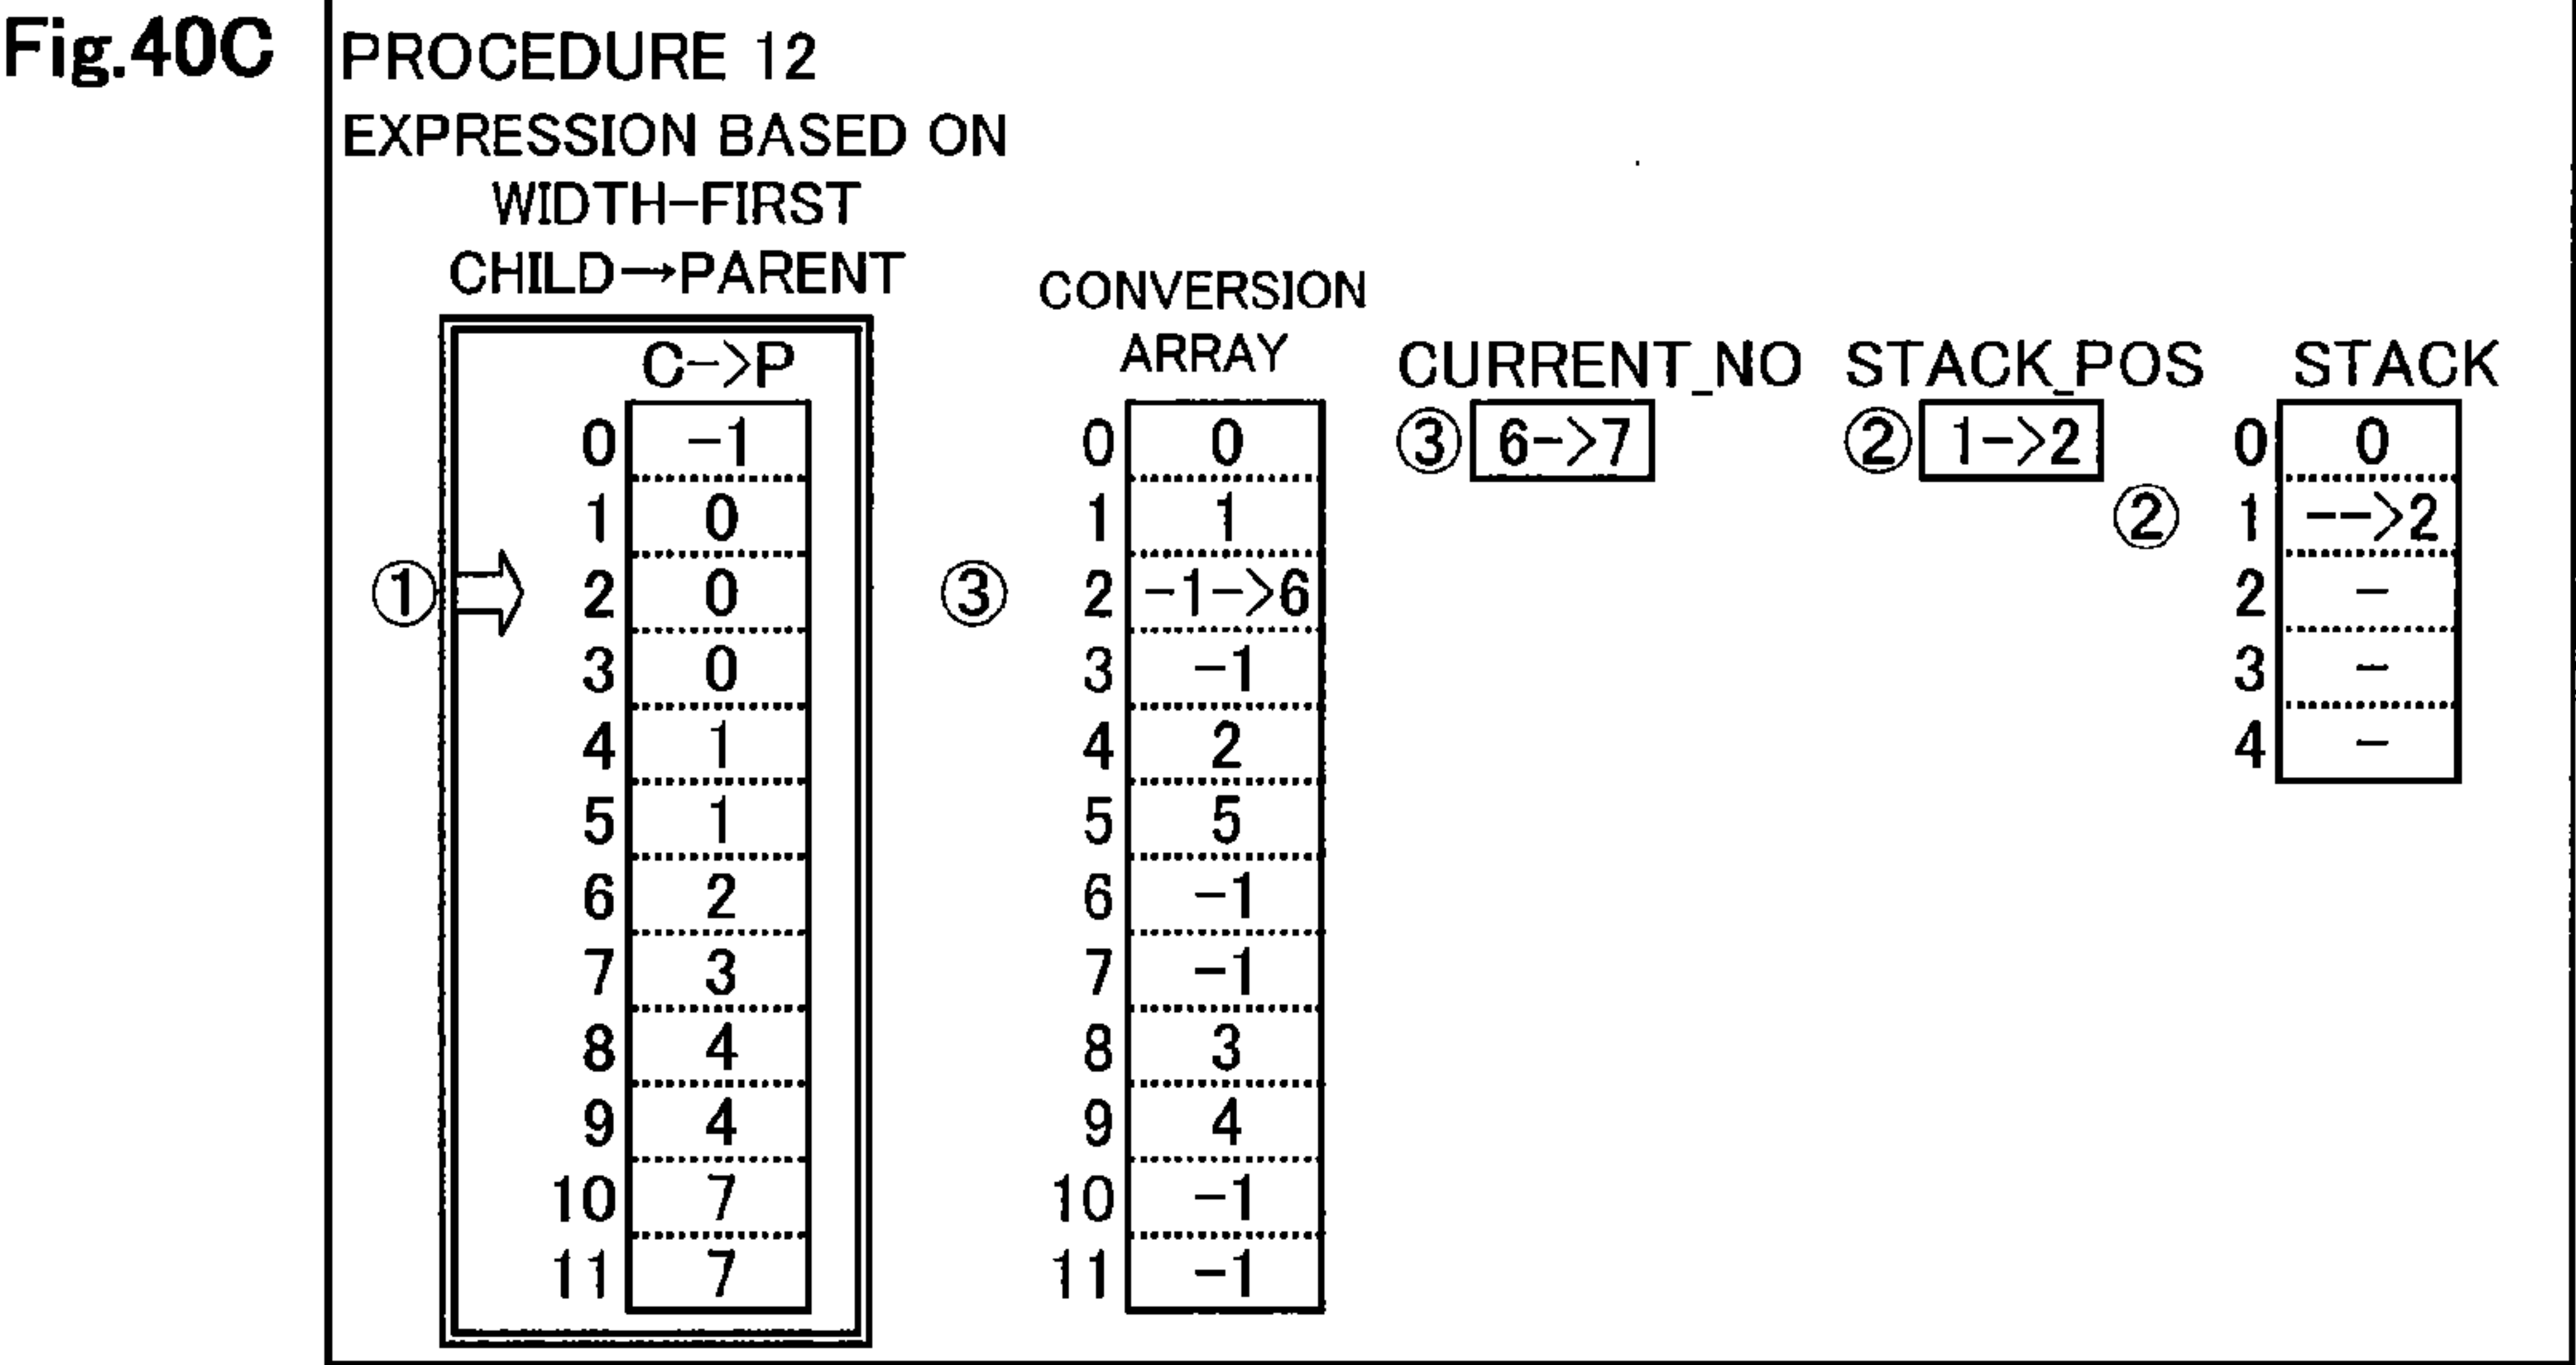 Fig.40C
PROCEDURE 12
EXPRESSION BASED ON
WIDTH-FIRST
CHILD→PARENT
C->P
0 -1
1 0
① 2 0
3 0
4 1
5 1
6 2
7 3
8 4
9 4
10 7
11 7
CONVERSION
ARRAY
0 0
1 1
③ 2 -1->6
3 -1
4 2
5 5
6 -1
7 -1
8 3
9 4
10 -1
11 -1
CURRENT_NO
③ 6->7
STACK_POS
② 1->2
STACK
0 0
② 1 -->2
2 -
3 -
4 -